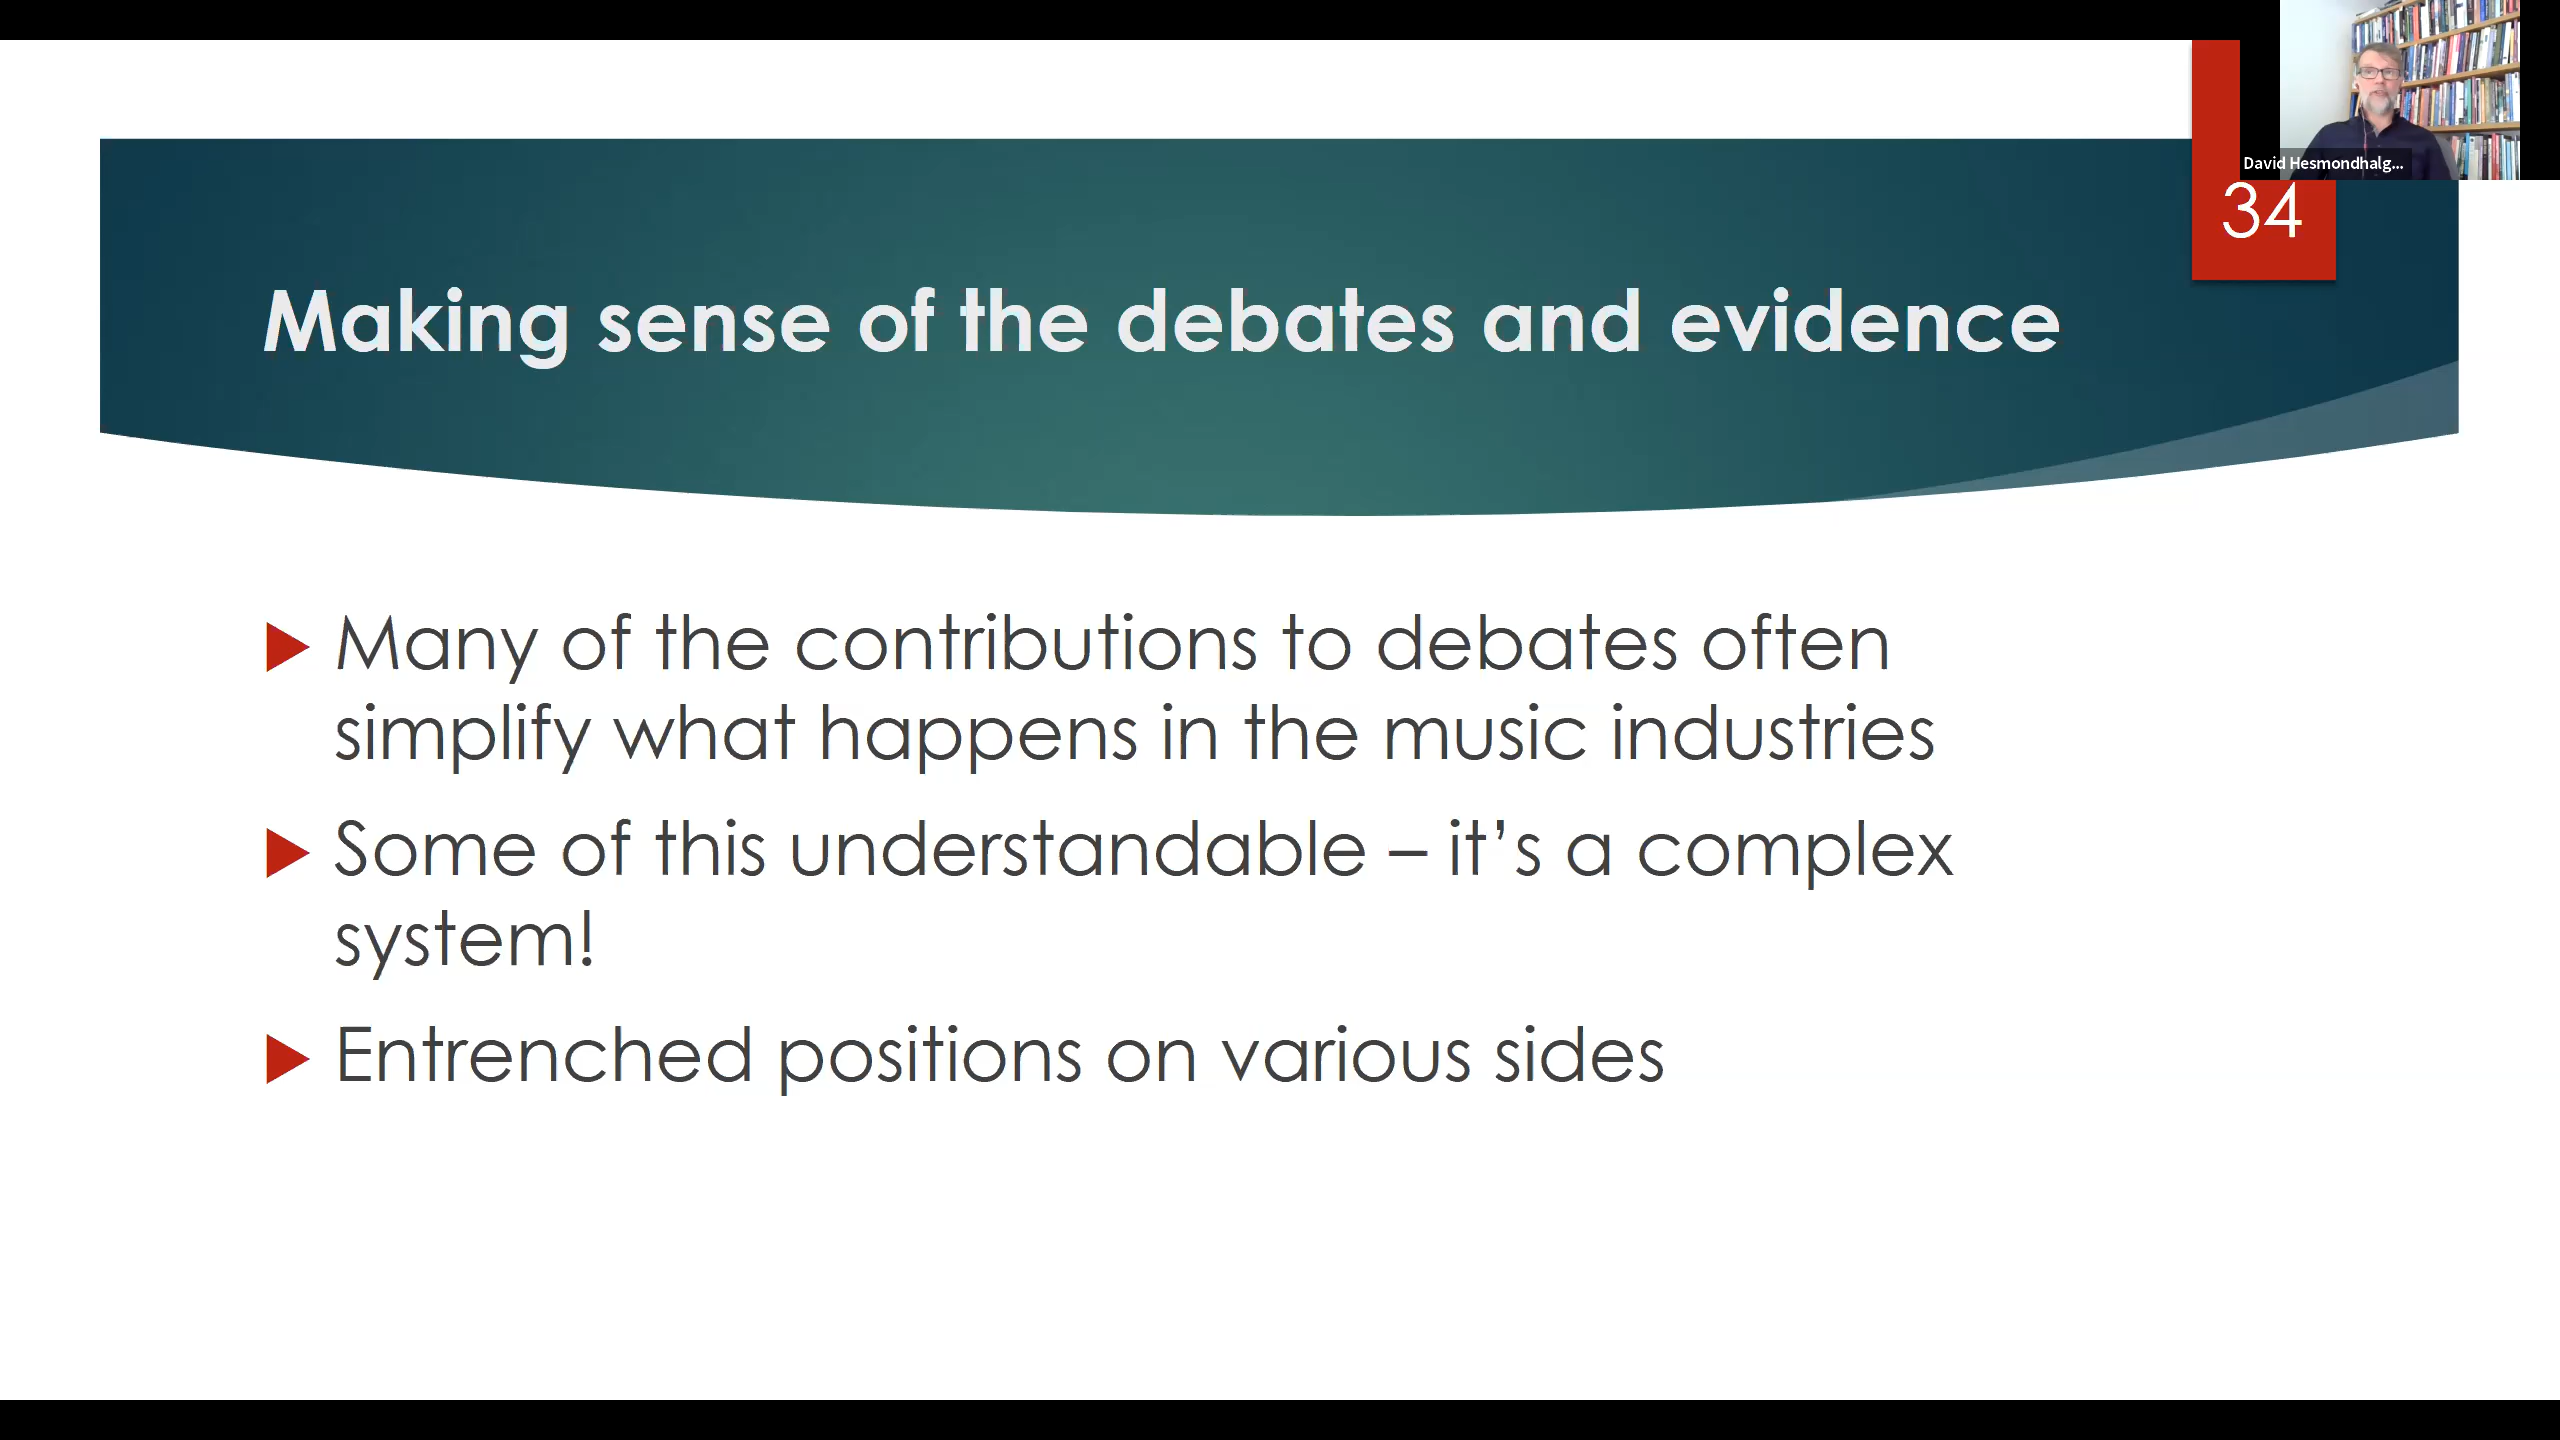 David Hesmondhalg...
34
Making sense of the debates and evidence
Many of the contributions to debates often
simplify what happens in the music industries
Some of this understandable – it’s a complex
system!
Entrenched positions on various sides